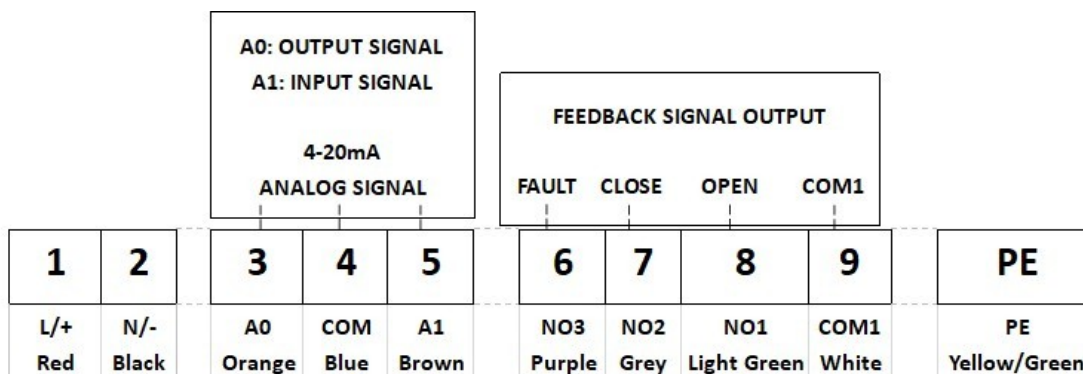 A0: OUTPUT SIGNAL
A1: INPUT SIGNAL
4-20mA
ANALOG SIGNAL
FEEDBACK SIGNAL OUTPUT
FAULT CLOSE OPEN COM1
1 2 3 4 5 6 7 8 9 PE
L/+ N/- A0 COM A1 NO3 NO2 NO1 COM1 PE
Red Black Orange Blue Brown Purple Grey Light Green White Yellow/Green